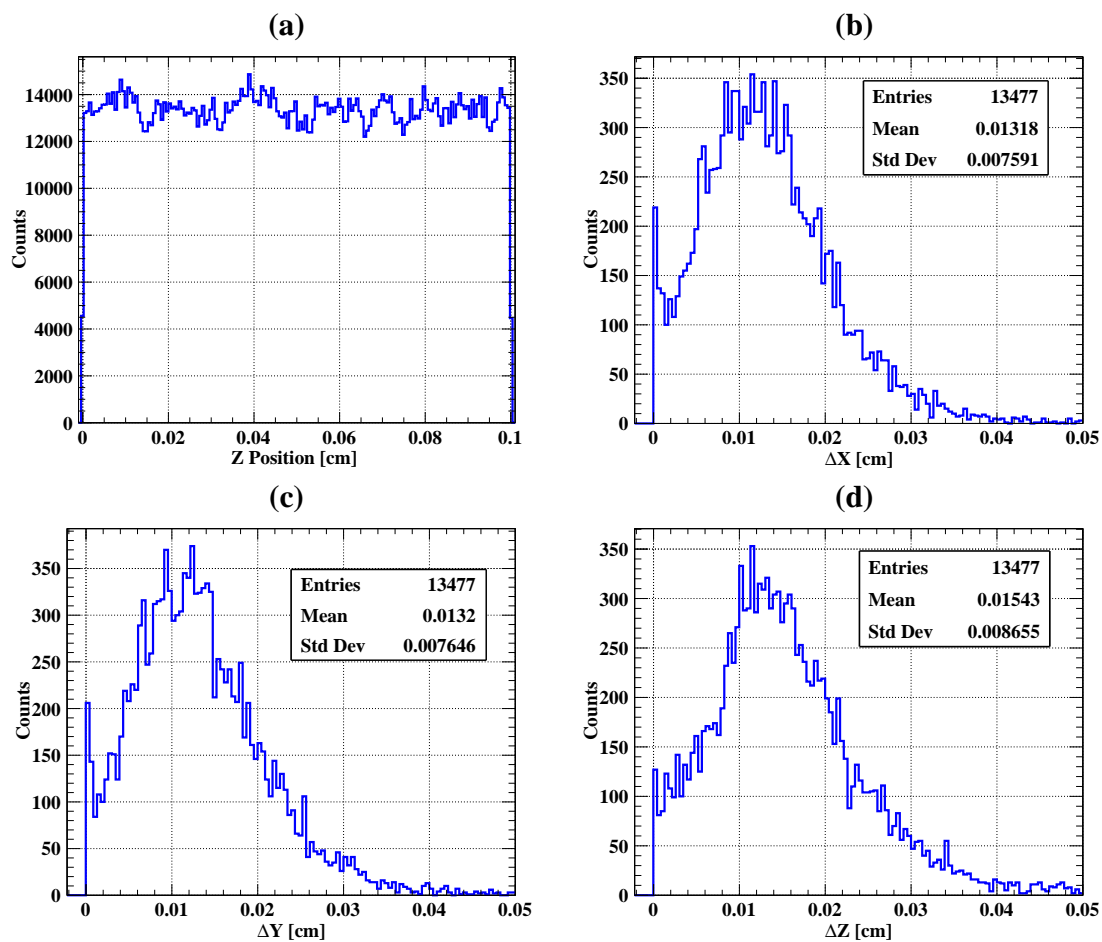 (a)
14000
12000
10000
8000
6000
4000
2000
0
Counts
0 0.02 0.04 0.06 0.08 0.1
Z Position [cm]
(b)
350
300
250
200
150
100
50
0
Counts
Entries 13477
Mean 0.01318
Std Dev 0.007591
0 0.01 0.02 0.03 0.04 0.05
ΔX [cm]
(c)
350
300
250
200
150
100
50
0
Counts
Entries 13477
Mean 0.0132
Std Dev 0.007646
0 0.01 0.02 0.03 0.04 0.05
ΔY [cm]
(d)
350
300
250
200
150
100
50
0
Counts
Entries 13477
Mean 0.01543
Std Dev 0.008655
0 0.01 0.02 0.03 0.04 0.05
ΔZ [cm]